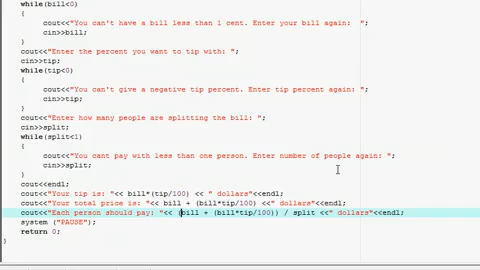 while(bill<0)
{
cout<<"You can't have a bill less than 1 cent. Enter your bill again:  ";
cin>>bill;
}
cout<<"Enter the percent you want to tip with: ";
cin>>tip;
while(tip<0)
{
cout<<"You can't give a negative tip percent. Enter tip percent again: ";
cin>>tip;
}
cout<<"Enter how many people are splitting the bill: ";
cin>>split;
while(split<1)
{
cout<<"You cant pay with less than one person. Enter number of people again: ";
cin>>split;
}
cout<<endl;
cout<<"Your tip is: "<< bill*(tip/100) << " dollars"<<endl;
cout<<"Your total price is: "<< bill + (bill*tip/100) <<" dollars"<<endl;
cout<<"Each person should pay: "<< (bill + (bill*tip/100)) / split <<" dollars"<<endl;
system ("PAUSE");
return 0;
}